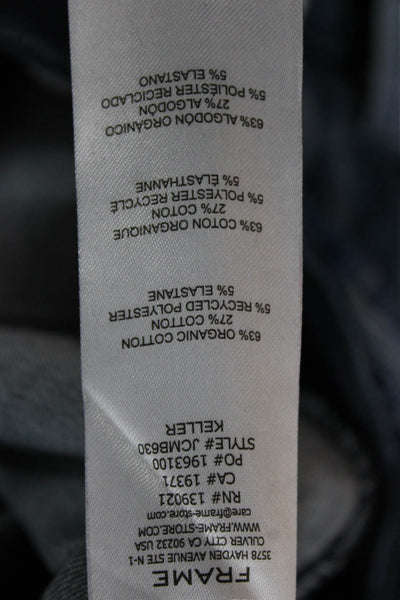 FRAME
3578 HAYDEN AVENUE STE N-1
CULVER CITY CA 90232 USA
WWW.FRAME-STORE.COM
care@frame-store.com
RN# 139021
CA# 19371
PO# 1963100
STYLE# JCMB630
KELLER
63% ORGANIC COTTON
27% COTTON
5% RECYCLED POLYESTER
5% ELASTANE
63% COTON ORGANIQUE
27% COTON
5% POLYESTER RECYCLÉ
5% ÉLASTHANNE
63% ALGODÓN ORGÁNICO
27% ALGODÓN
5% POLIÉSTER RECICLADO
5% ELASTANO